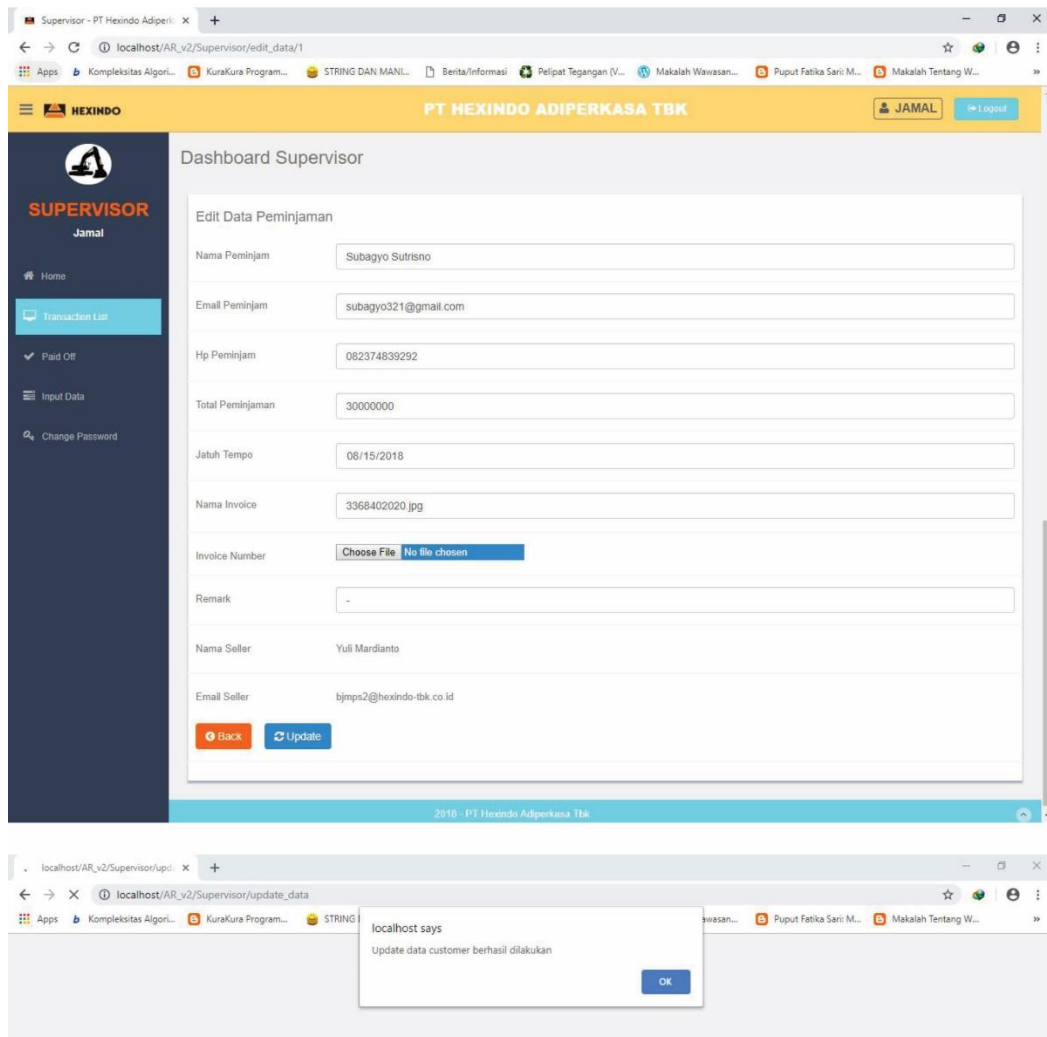 Supervisor - PT Hexindo Adiperk
localhost/AR_v2/Supervisor/edit_data/1
Apps Kompleksitas Algori... KuraKura Program... STRING DAN MANI... Berita/Informasi Pelipat Tegangan (V... Makalah Wawasan... Puput Fatika Sari: M... Makalah Tentang W... »
HEXINDO PT HEXINDO ADIPERKASA TBK JAMAL Logout
Dashboard Supervisor
SUPERVISOR
Jamal
Home
Transaction List
Paid Off
Input Data
Change Password
Edit Data Peminjaman
Nama Peminjam Subagyo Sutrisno
Email Peminjam subagyo321@gmail.com
Hp Peminjam 082374839292
Total Peminjaman 30000000
Jatuh Tempo 08/15/2018
Nama Invoice 3368402020.jpg
Invoice Number Choose File No file chosen
Remark -
Nama Seller Yuli Mardianto
Email Seller bjmps2@hexindo-tbk.co.id
Back Update
2018 - PT Hexindo Adiperkasa Tbk
localhost/AR_v2/Supervisor/upd
localhost/AR_v2/Supervisor/update_data
Apps Kompleksitas Algori... KuraKura Program... STRING awasan... Puput Fatika Sari: M... Makalah Tentang W... »
localhost says
Update data customer berhasil dilakukan
OK